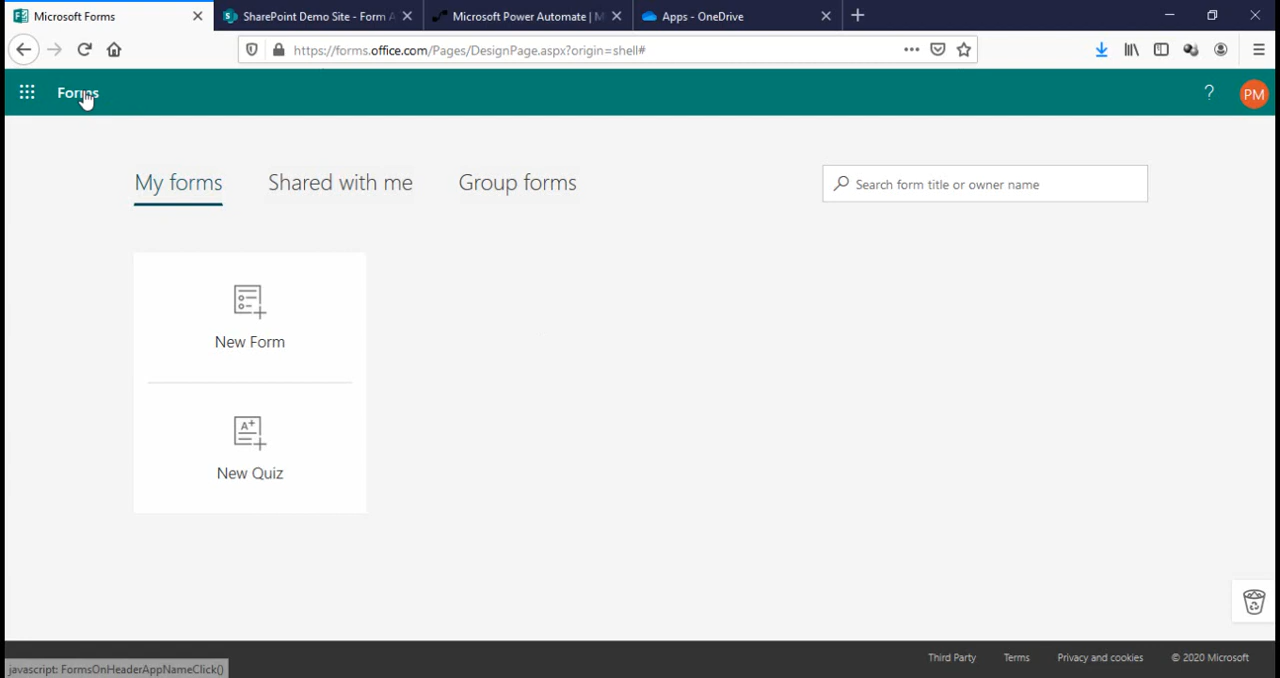 Microsoft Forms
SharePoint Demo Site - Form A
Microsoft Power Automate | M
Apps - OneDrive
https://forms.office.com/Pages/DesignPage.aspx?origin=shell#
Forms
?
PM
My forms
Shared with me
Group forms
Search form title or owner name
New Form
A+
New Quiz
Third Party
Terms
Privacy and cookies
© 2020 Microsoft
javascript: FormsOnHeaderAppNameClick()